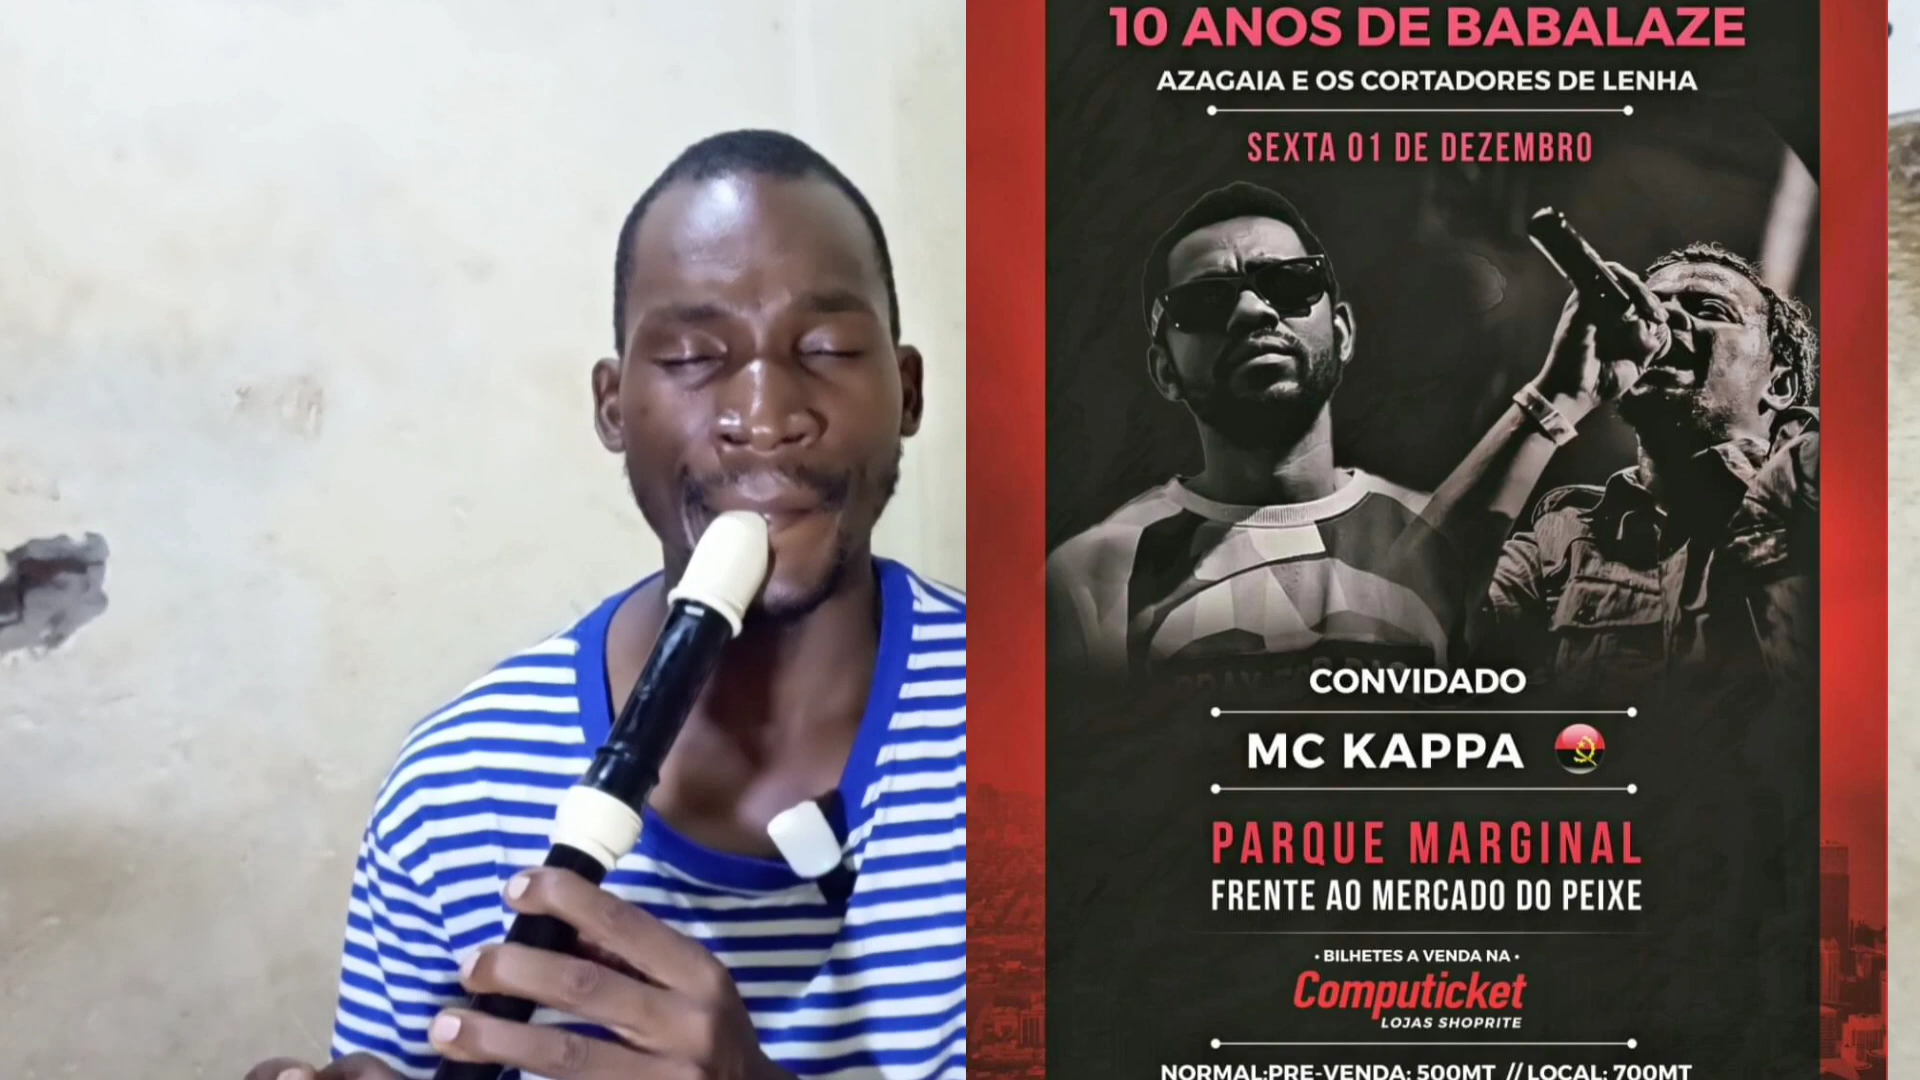 10 ANOS DE BABALAZE
AZAGAIA E OS CORTADORES DE LENHA
SEXTA 01 DE DEZEMBRO
CONVIDADO
MC KAPPA
PARQUE MARGINAL
FRENTE AO MERCADO DO PEIXE
• BILHETES A VENDA NA •
Computicket
LOJAS SHOPRITE
NORMAL:PRE-VENDA: 500MT // LOCAL: 700MT